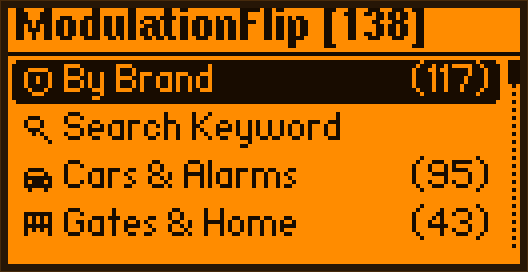 ModulationFlip [138]
By Brand (117)
Search Keyword
Cars & Alarms (95)
Gates & Home (43)